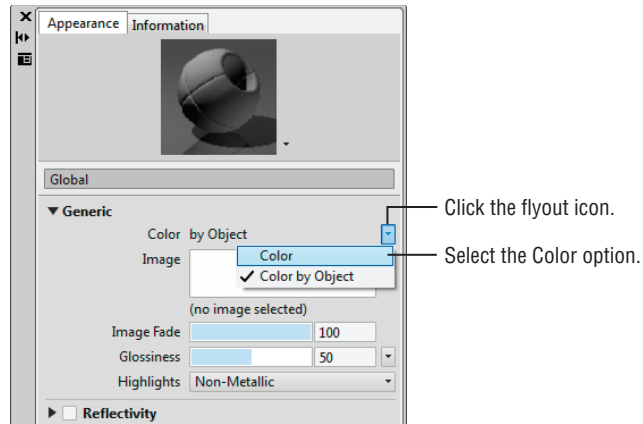 Appearance Information
Global
Generic
Color by Object
Click the flyout icon.
Image
Color
Select the Color option.
Color by Object
(no image selected)
Image Fade 100
Glossiness 50
Highlights Non-Metallic
Reflectivity